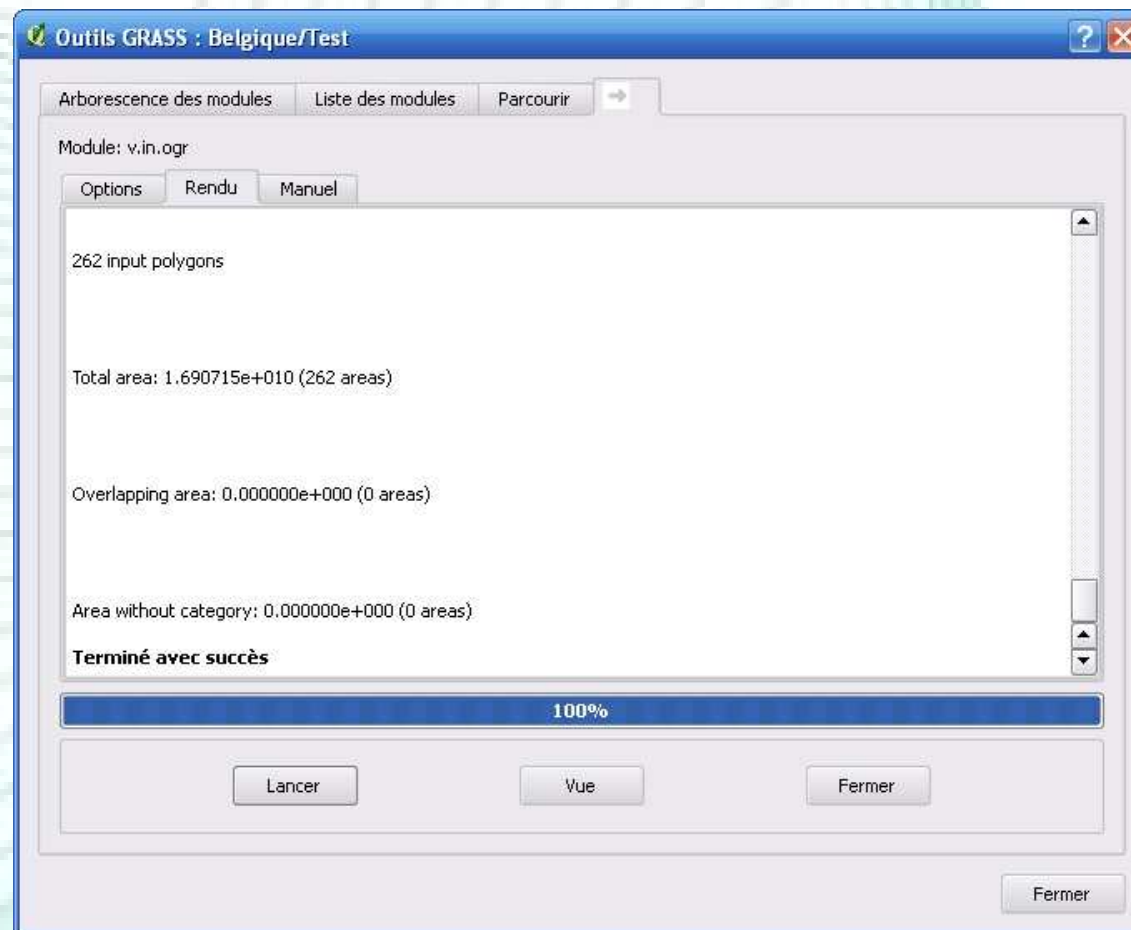 Outils GRASS : Belgique/Test
Arborescence des modules Liste des modules Parcourir
Module: v.in.ogr
Options Rendu Manuel
262 input polygons
Total area: 1.690715e+010 (262 areas)
Overlapping area: 0.000000e+000 (0 areas)
Area without category: 0.000000e+000 (0 areas)
Terminé avec succès
100%
Lancer Vue Fermer
Fermer